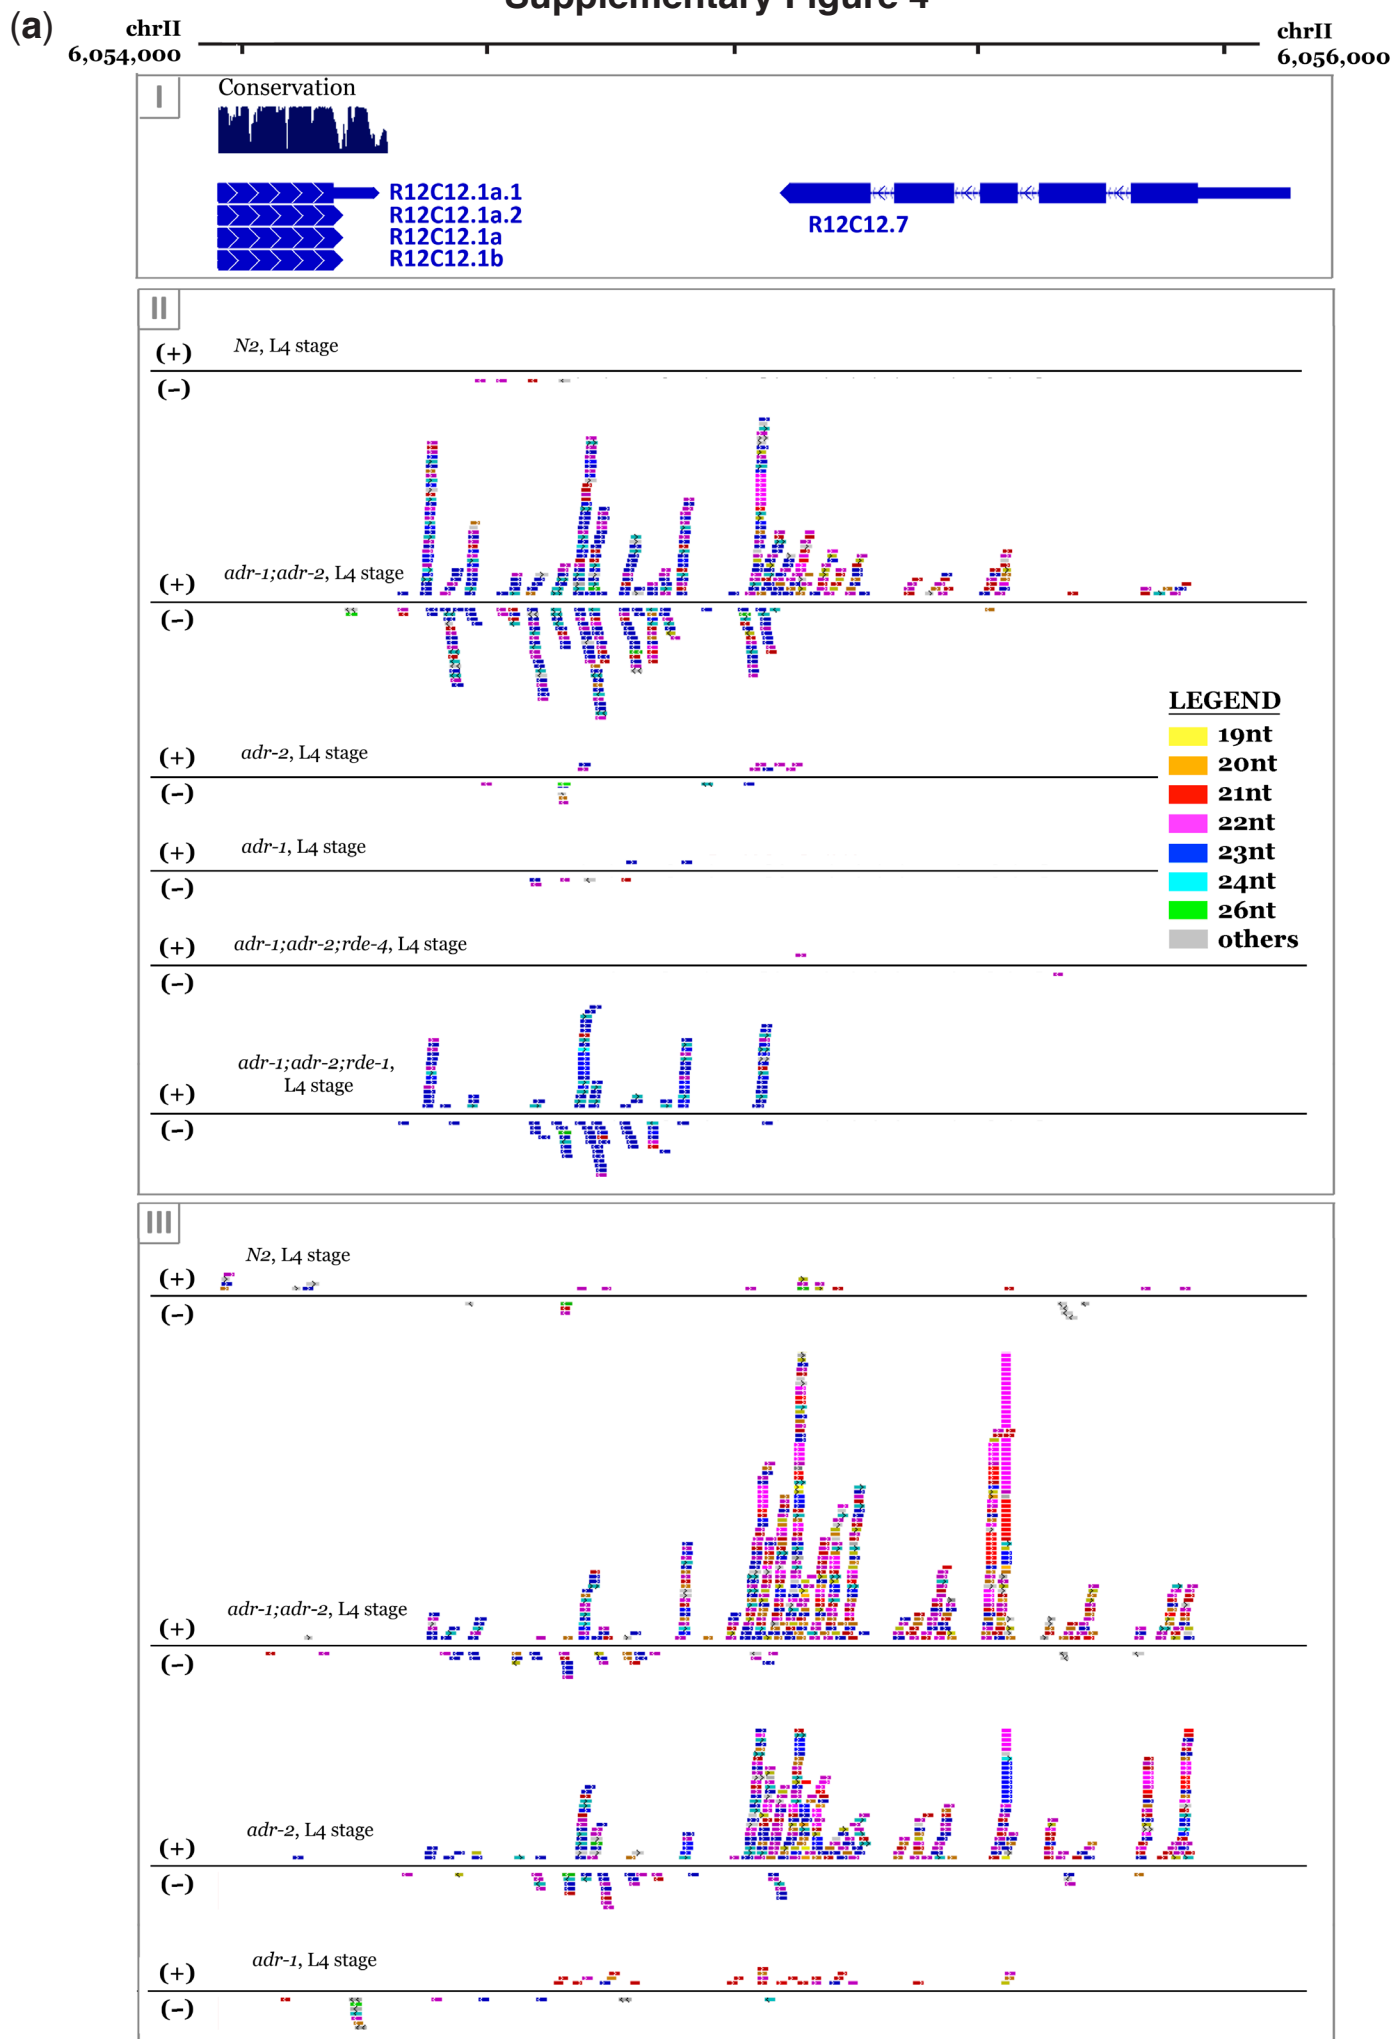 Supplementary Figure 4
(a)
chrII
6,054,000
chrII
6,056,000
I
Conservation
R12C12.1a.1
R12C12.1a.2
R12C12.1a
R12C12.1b
R12C12.7
II
N2, L4 stage
(+)
(-)
adr-1;adr-2, L4 stage
(+)
(-)
adr-2, L4 stage
(+)
(-)
adr-1, L4 stage
(+)
(-)
adr-1;adr-2;rde-4, L4 stage
(+)
(-)
adr-1;adr-2;rde-1,
L4 stage
(+)
(-)
LEGEND
19nt
20nt
21nt
22nt
23nt
24nt
26nt
others
III
N2, L4 stage
(+)
(-)
adr-1;adr-2, L4 stage
(+)
(-)
adr-2, L4 stage
(+)
(-)
adr-1, L4 stage
(+)
(-)